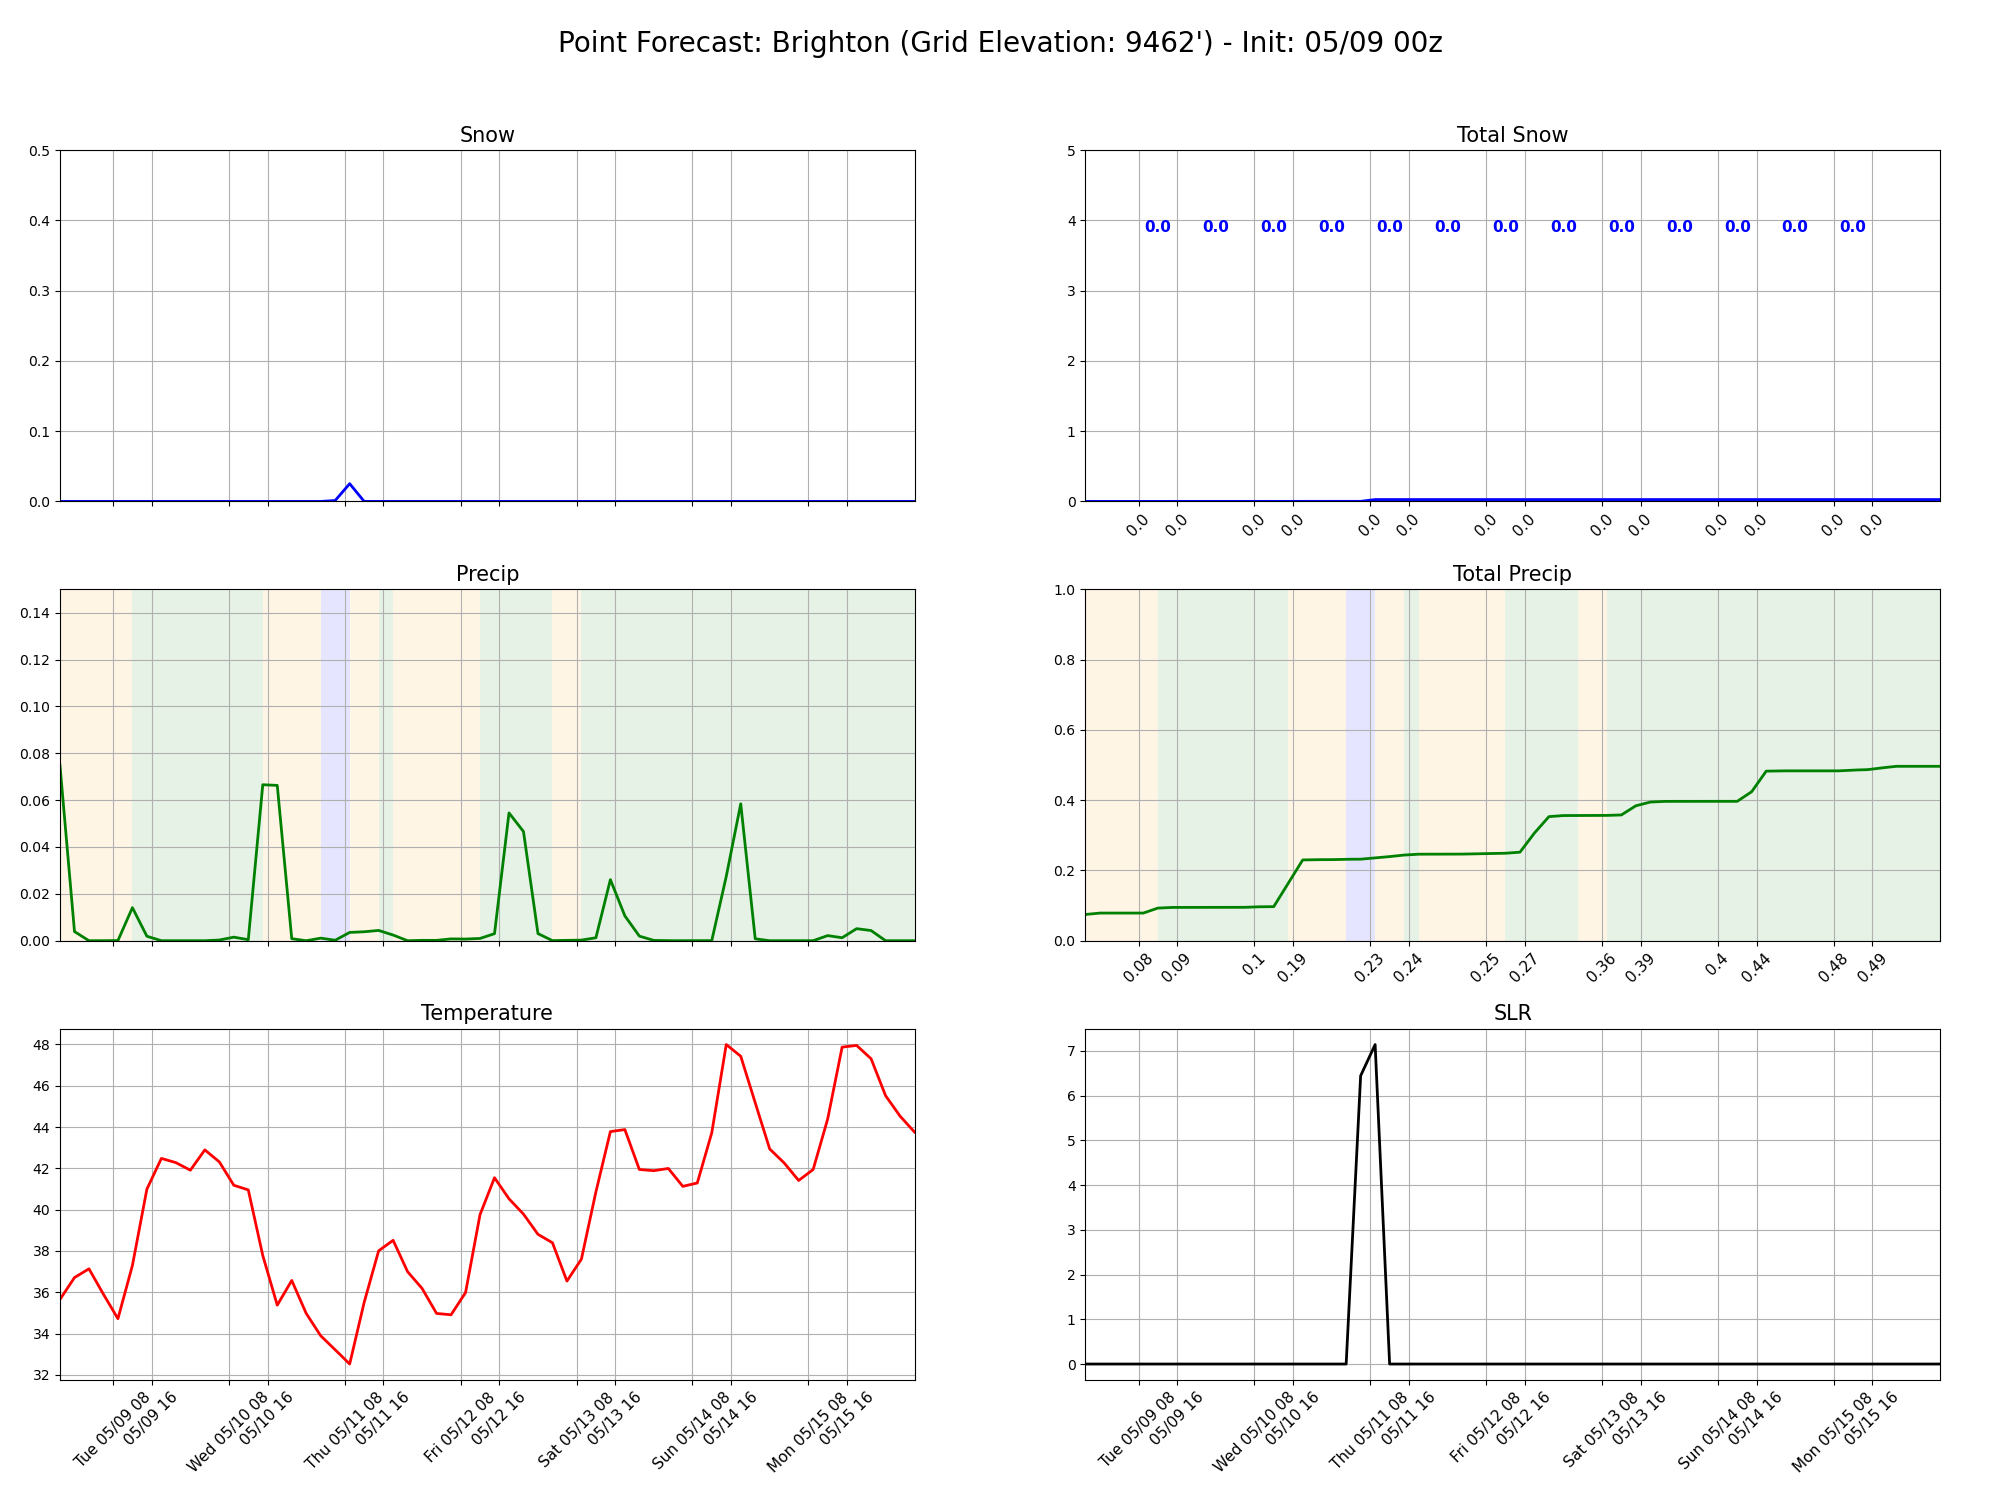 Point Forecast: Brighton (Grid Elevation: 9462') - Init: 05/09 00z
Snow
0.5
0.4
0.3
0.2
0.1
0.0
Total Snow
5
4
3
2
1
0
0.0 0.0 0.0 0.0 0.0 0.0 0.0 0.0 0.0 0.0 0.0 0.0 0.0
0.0 0.0 0.0 0.0 0.0 0.0 0.0 0.0 0.0 0.0 0.0 0.0 0.0 0.0
Precip
0.14
0.12
0.10
0.08
0.06
0.04
0.02
0.00
Total Precip
1.0
0.8
0.6
0.4
0.2
0.0
0.08 0.09 0.1 0.19 0.23 0.24 0.25 0.27 0.36 0.39 0.4 0.44 0.48 0.49
Temperature
48
46
44
42
40
38
36
34
32
Tue 05/09 08
05/09 16
Wed 05/10 08
05/10 16
Thu 05/11 08
05/11 16
Fri 05/12 08
05/12 16
Sat 05/13 08
05/13 16
Sun 05/14 08
05/14 16
Mon 05/15 08
05/15 16
SLR
7
6
5
4
3
2
1
0
Tue 05/09 08
05/09 16
Wed 05/10 08
05/10 16
Thu 05/11 08
05/11 16
Fri 05/12 08
05/12 16
Sat 05/13 08
05/13 16
Sun 05/14 08
05/14 16
Mon 05/15 08
05/15 16